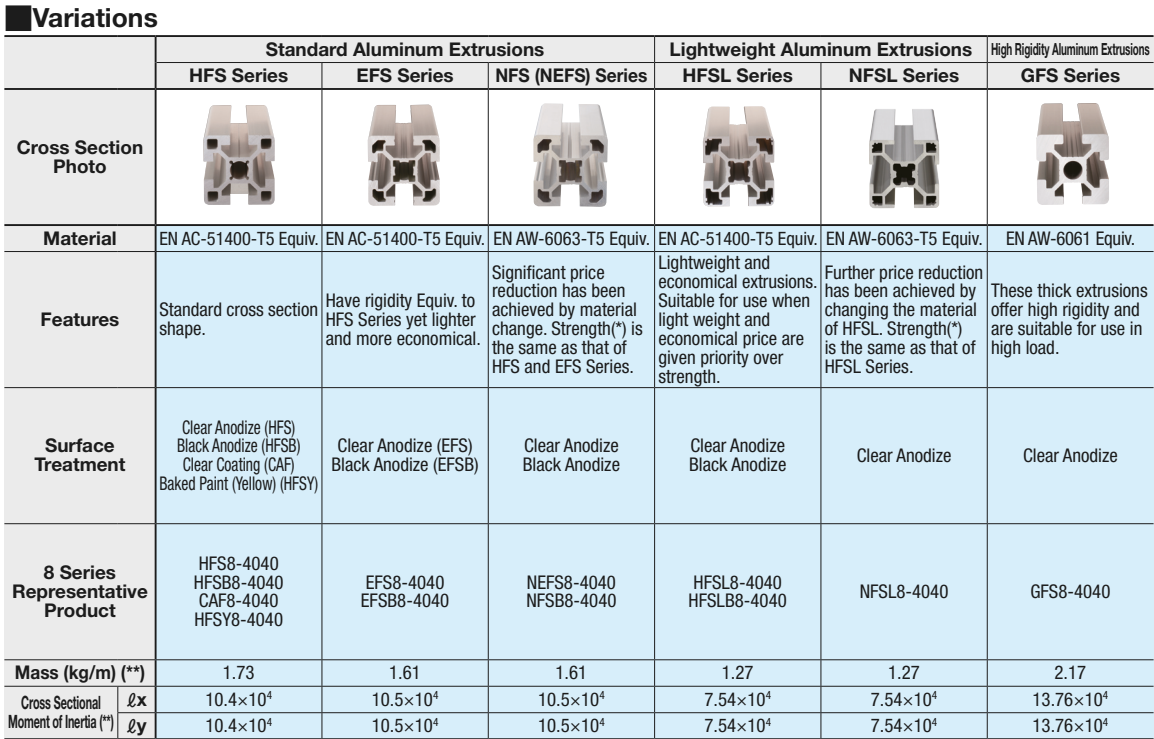 ■Variations
Standard Aluminum Extrusions Lightweight Aluminum Extrusions High Rigidity Aluminum Extrusions
HFS Series EFS Series NFS (NEFS) Series HFSL Series NFSL Series GFS Series
Cross Section
Photo
Material EN AC-51400-T5 Equiv. EN AC-51400-T5 Equiv. EN AW-6063-T5 Equiv. EN AC-51400-T5 Equiv. EN AW-6063-T5 Equiv. EN AW-6061 Equiv.
Features
Standard cross section
shape.
Have rigidity Equiv. to
HFS Series yet lighter
and more economical.
Significant price
reduction has been
achieved by material
change. Strength(*) is
the same as that of
HFS and EFS Series.
Lightweight and
economical extrusions.
Suitable for use when
light weight and
economical price are
given priority over
strength.
Further price reduction
has been achieved by
changing the material
of HFSL. Strength(*)
is the same as that of
HFSL Series.
These thick extrusions
offer high rigidity and
are suitable for use in
high load.
Surface
Treatment
Clear Anodize (HFS)
Black Anodize (HFSB)
Clear Coating (CAF)
Baked Paint (Yellow) (HFSY)
Clear Anodize (EFS)
Black Anodize (EFSB)
Clear Anodize
Black Anodize
Clear Anodize
Black Anodize
Clear Anodize
Clear Anodize
8 Series
Representative
Product
HFS8-4040
HFSB8-4040
CAF8-4040
HFSY8-4040
EFS8-4040
EFSB8-4040
NEFS8-4040
NFSB8-4040
HFSL8-4040
HFSLB8-4040
NFSL8-4040
GFS8-4040
Mass (kg/m) (**) 1.73 1.61 1.61 1.27 1.27 2.17
Cross Sectional
Moment of Inertia (**)
ℓx 10.4×10⁴ 10.5×10⁴ 10.5×10⁴ 7.54×10⁴ 7.54×10⁴ 13.76×10⁴
ℓy 10.4×10⁴ 10.5×10⁴ 10.5×10⁴ 7.54×10⁴ 7.54×10⁴ 13.76×10⁴